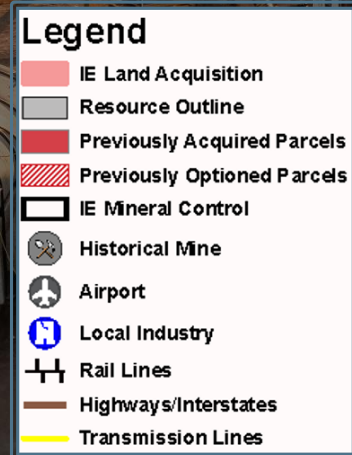 Legend
IE Land Acquisition
Resource Outline
Previously Acquired Parcels
Previously Optioned Parcels
IE Mineral Control
Historical Mine
Airport
Local Industry
Rail Lines
Highways/Interstates
Transmission Lines